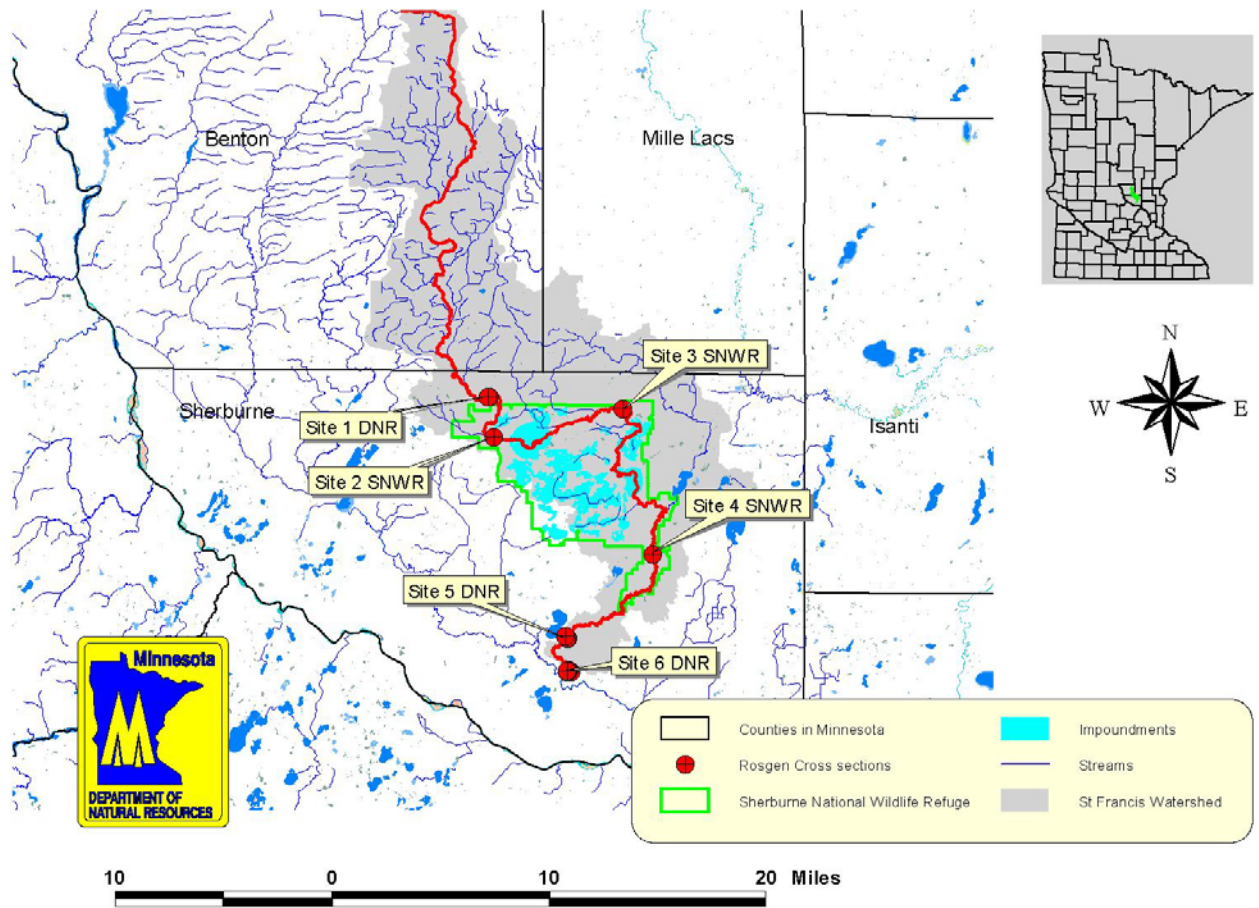 Benton
Mille Lacs
Site 3 SNWR
Sherburne
Site 1 DNR
Isanti
Site 2 SNWR
Site 4 SNWR
Site 5 DNR
Site 6 DNR
N
W
E
S
Minnesota
DEPARTMENT OF
NATURAL RESOURCES
Counties in Minnesota
Rosgen Cross sections
Sherburne National Wildlife Refuge
Impoundments
Streams
St Francis Watershed
10 0 10 20 Miles